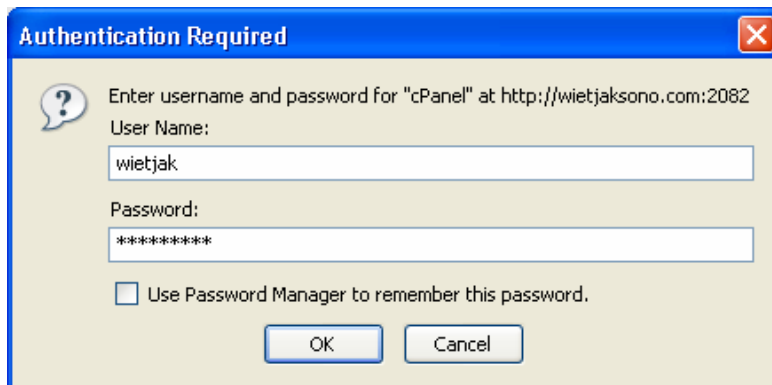 Authentication Required
Enter username and password for "cPanel" at http://wietjaksono.com:2082
User Name:
wietjak
Password:
*********
Use Password Manager to remember this password.
OK
Cancel